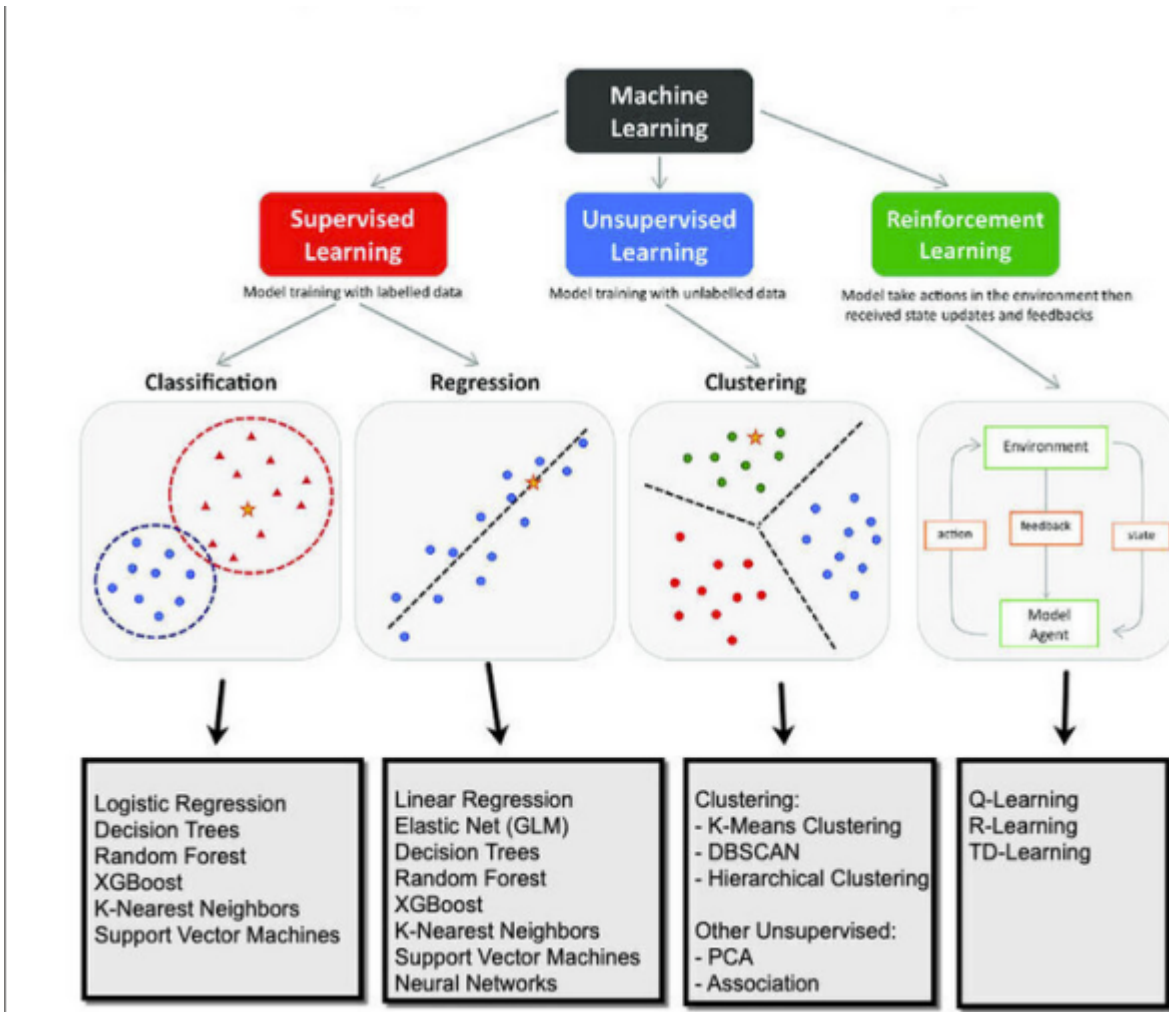 Machine
Learning
Supervised
Learning
Unsupervised
Learning
Reinforcement
Learning
Model training with labelled data
Model training with unlabelled data
Model take actions in the environment then
received state updates and feedbacks
Classification
Regression
Clustering
Environment
action
feedback
state
Model
Agent
Logistic Regression
Decision Trees
Random Forest
XGBoost
K-Nearest Neighbors
Support Vector Machines
Linear Regression
Elastic Net (GLM)
Decision Trees
Random Forest
XGBoost
K-Nearest Neighbors
Support Vector Machines
Neural Networks
Clustering:
- K-Means Clustering
- DBSCAN
- Hierarchical Clustering
Other Unsupervised:
- PCA
- Association
Q-Learning
R-Learning
TD-Learning